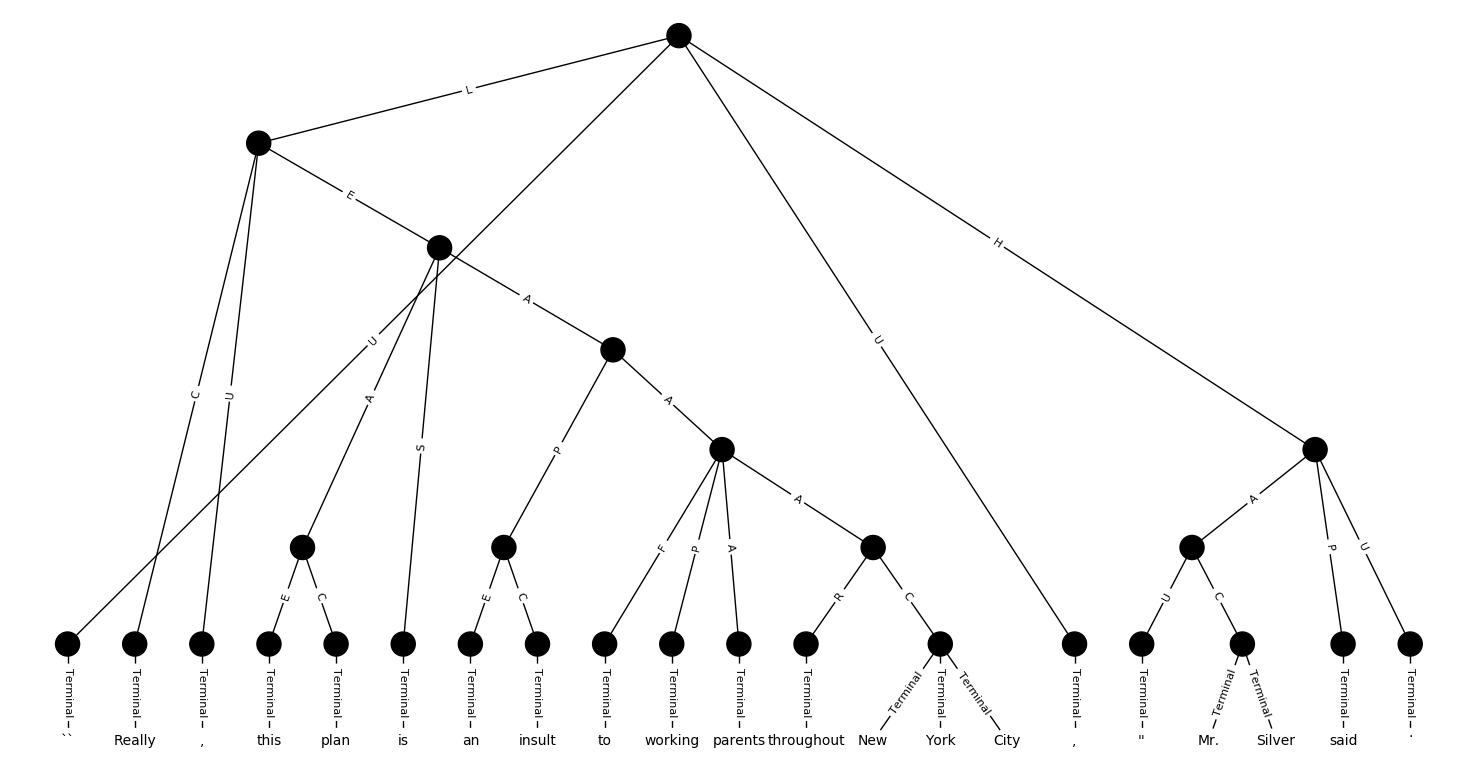 L
E
A
H
U
U
C
U
A
A
S
P
A
F
P
A
A
E
C
E
C
R
C
U
C
P
U
Terminal Terminal Terminal Terminal Terminal Terminal Terminal Terminal Terminal Terminal Terminal Terminal Terminal Terminal Terminal Terminal Terminal Terminal Terminal Terminal Terminal
`` Really , this plan is an insult to working parents throughout New York City , " Mr. Silver said .